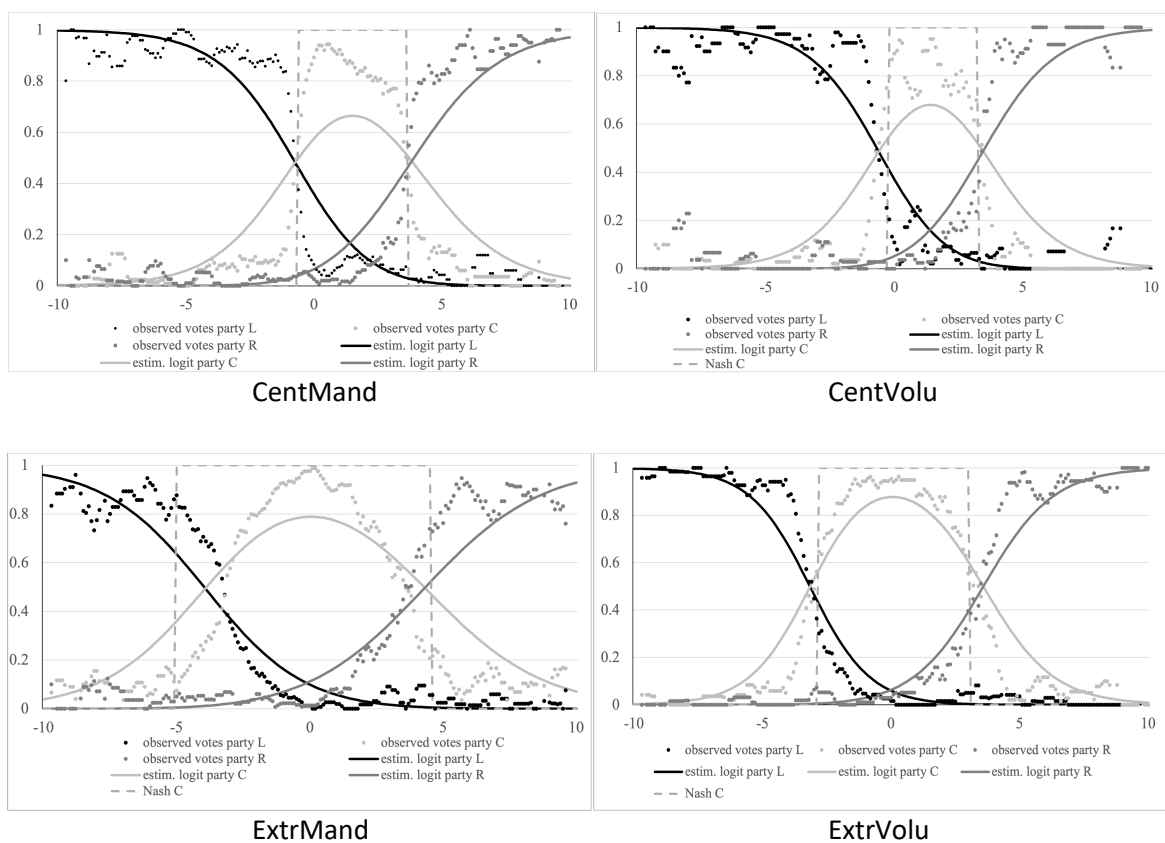 1
0.8
0.6
0.4
0.2
0
-10 -5 0 5 10
observed votes party L observed votes party C
observed votes party R estim. logit party L
estim. logit party C estim. logit party R
CentMand
1
0.8
0.6
0.4
0.2
0
-10 -5 0 5 10
observed votes party L observed votes party C
observed votes party R estim. logit party L
estim. logit party C estim. logit party R
Nash C
CentVolu
1
0.8
0.6
0.4
0.2
0
-10 -5 0 5 10
observed votes party L observed votes party C
observed votes party R estim. logit party L
estim. logit party C estim. logit party R
Nash C
ExtrMand
1
0.8
0.6
0.4
0.2
0
-10 -5 0 5 10
observed votes party L observed votes party C observed votes party R
estim. logit party L estim. logit party C estim. logit party R
Nash C
ExtrVolu